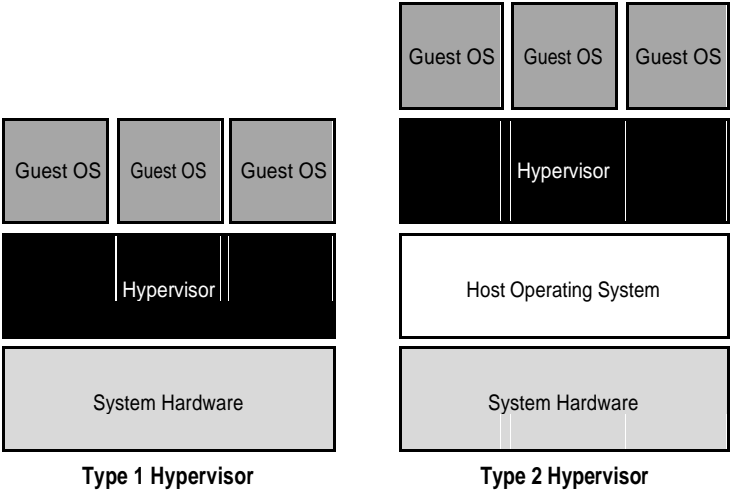 Guest OS
Guest OS
Guest OS
Hypervisor
System Hardware
Type 1 Hypervisor
Guest OS
Guest OS
Guest OS
Hypervisor
Host Operating System
System Hardware
Type 2 Hypervisor